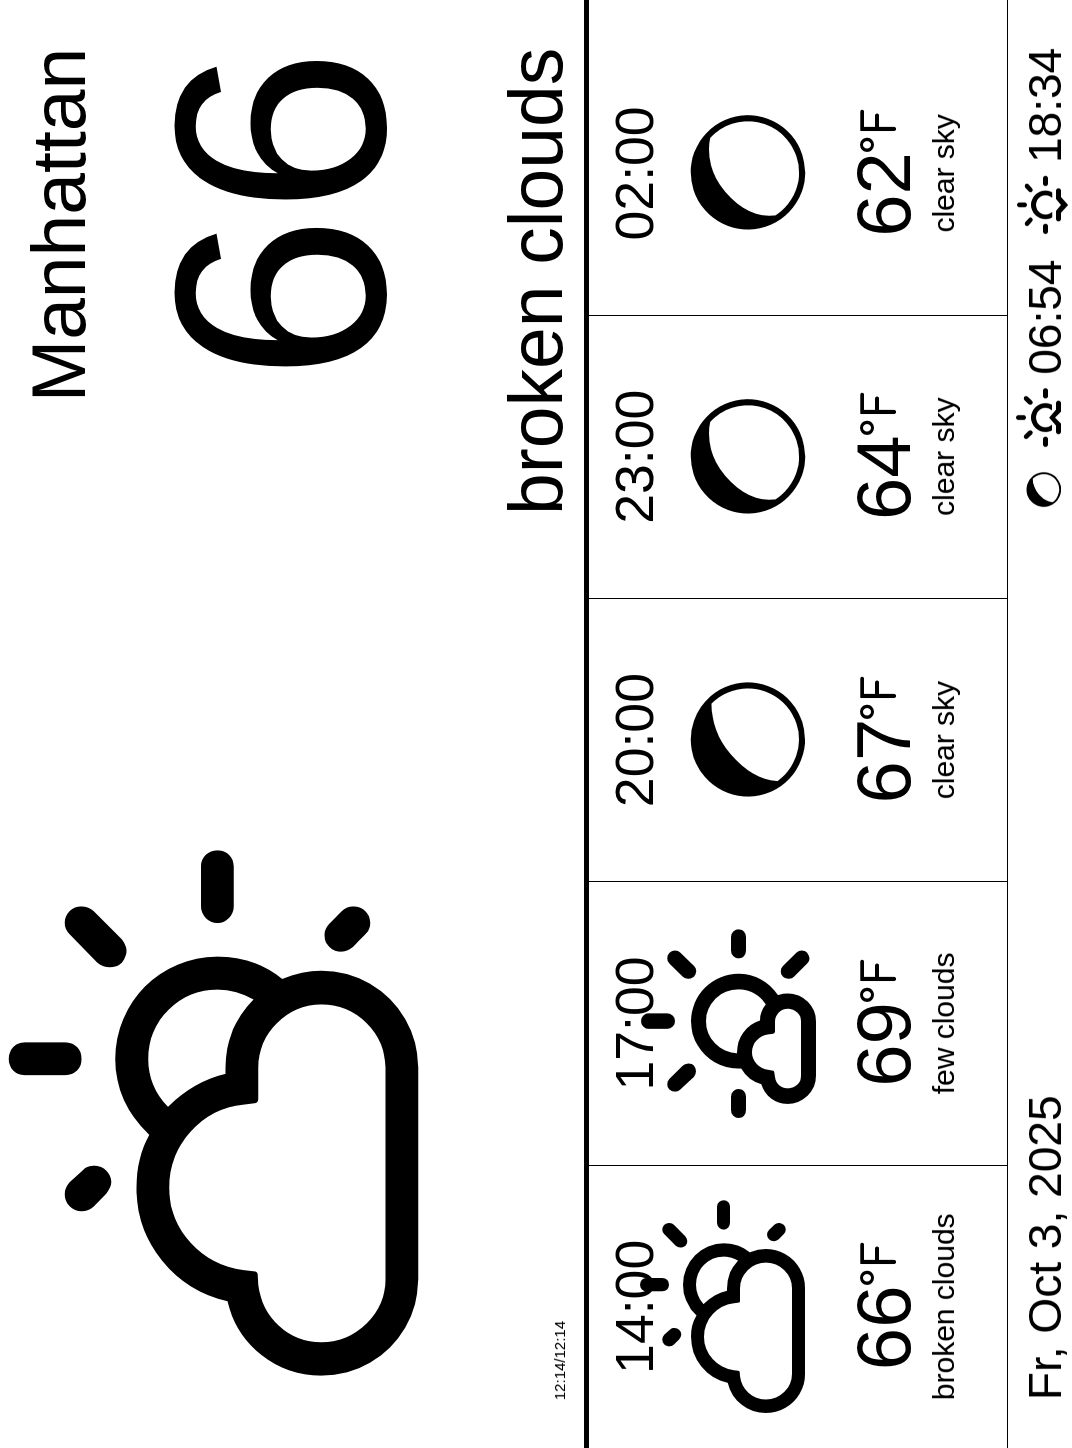 Manhattan
66
broken clouds
12:14/12:14
14:00
66°F
broken clouds
17:00
69°F
few clouds
20:00
67°F
clear sky
23:00
64°F
clear sky
02:00
62°F
clear sky
Fr, Oct 3, 2025
06:54 18:34